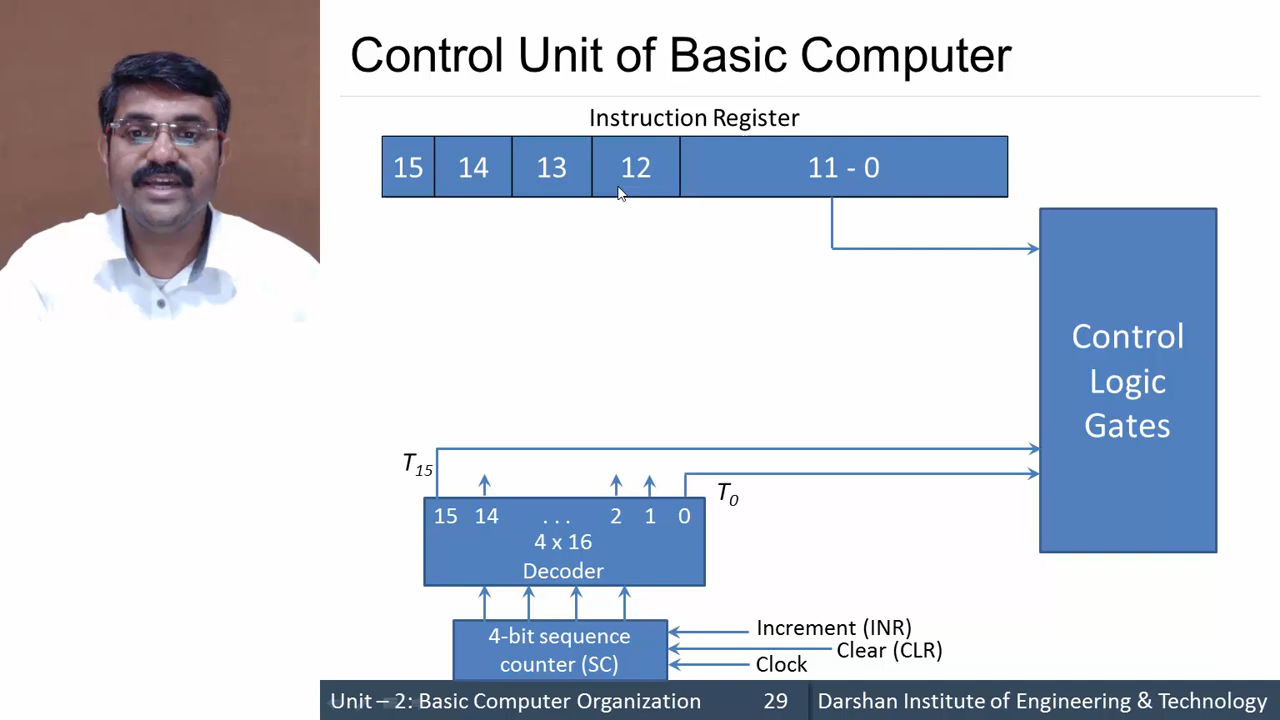 Control Unit of Basic Computer
Instruction Register
15 14 13 12 11 - 0
Control
Logic
Gates
T15
T0
15 14 . . . 2 1 0
4 x 16
Decoder
4-bit sequence
counter (SC)
Increment (INR)
Clear (CLR)
Clock
Unit – 2: Basic Computer Organization 29 Darshan Institute of Engineering & Technology